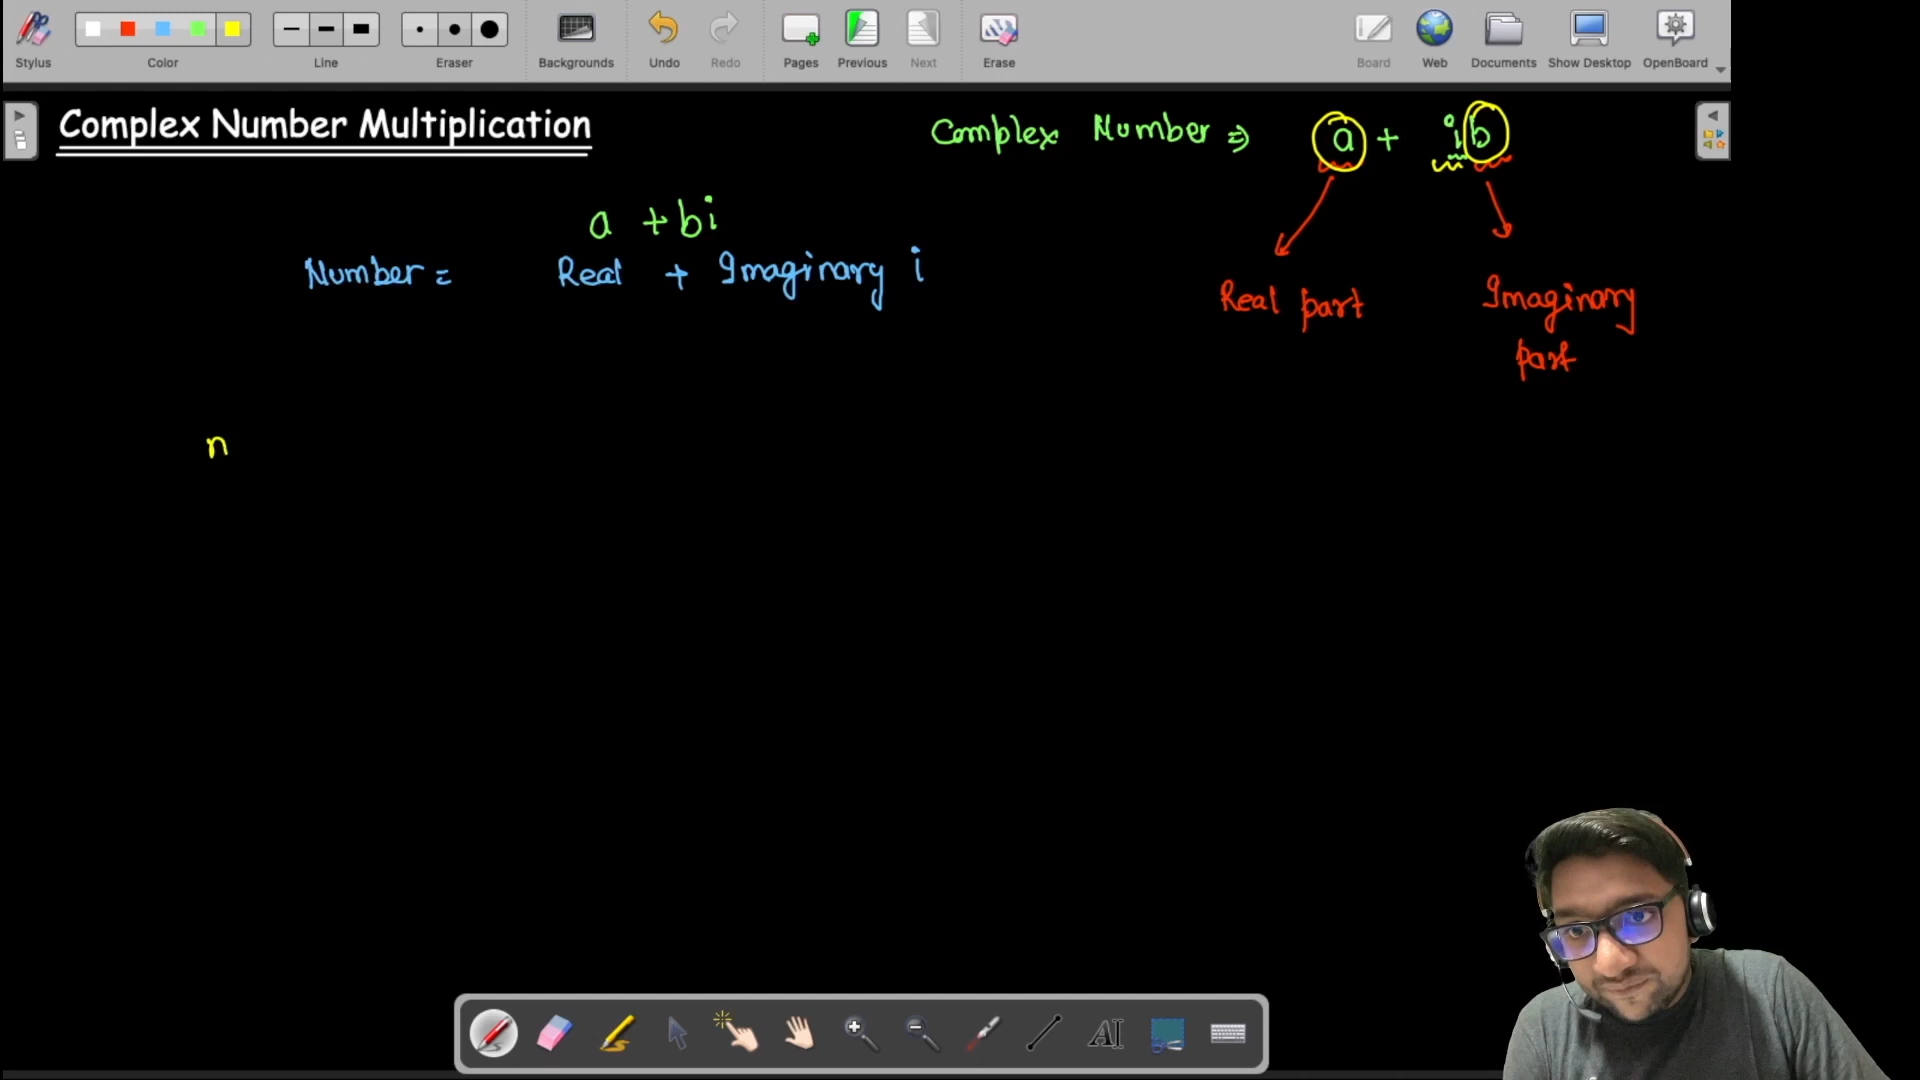 Stylus Color Line Eraser Backgrounds Undo Redo Pages Previous Next Erase Board Web Documents Show Desktop OpenBoard
Complex Number Multiplication
Complex Number ⇒ a + ib
a + bi
Number = Real + Imaginary i
Real part
Imaginary
part
n
AI